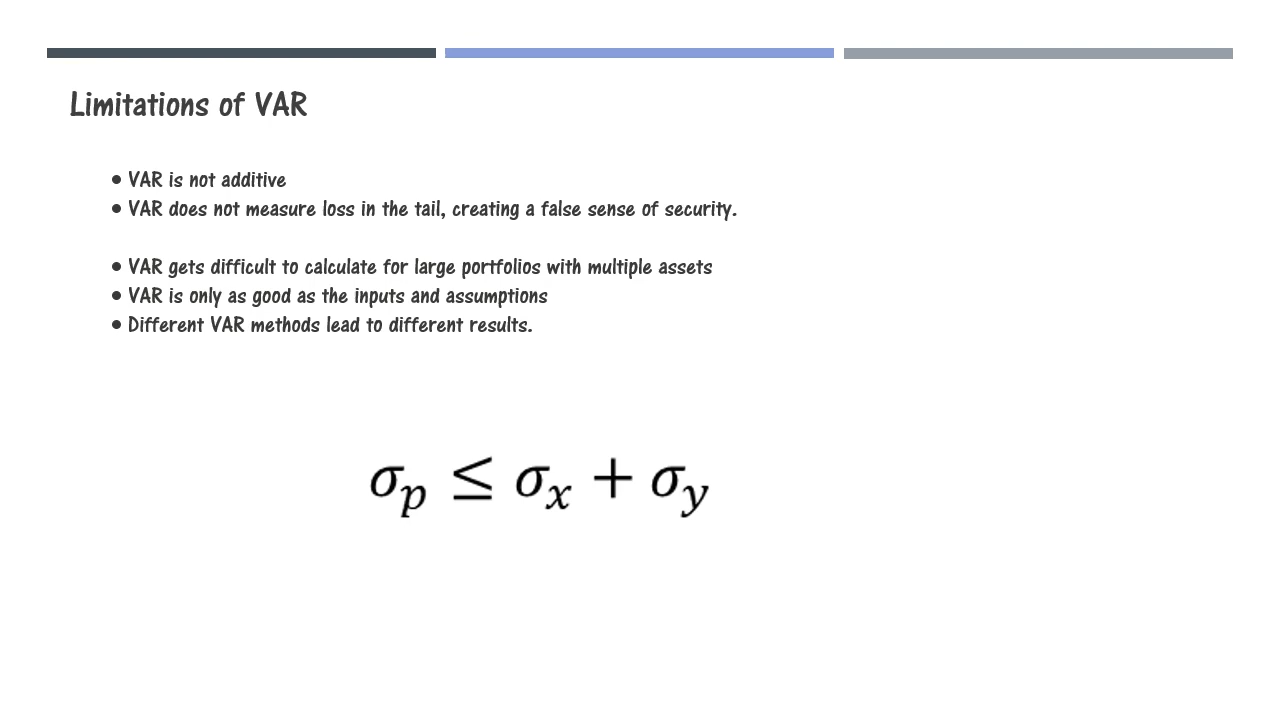 Limitations of VAR
• VAR is not additive
• VAR does not measure loss in the tail, creating a false sense of security.
• VAR gets difficult to calculate for large portfolios with multiple assets
• VAR is only as good as the inputs and assumptions
• Different VAR methods lead to different results.
σₚ ≤ σₓ + σᵧ